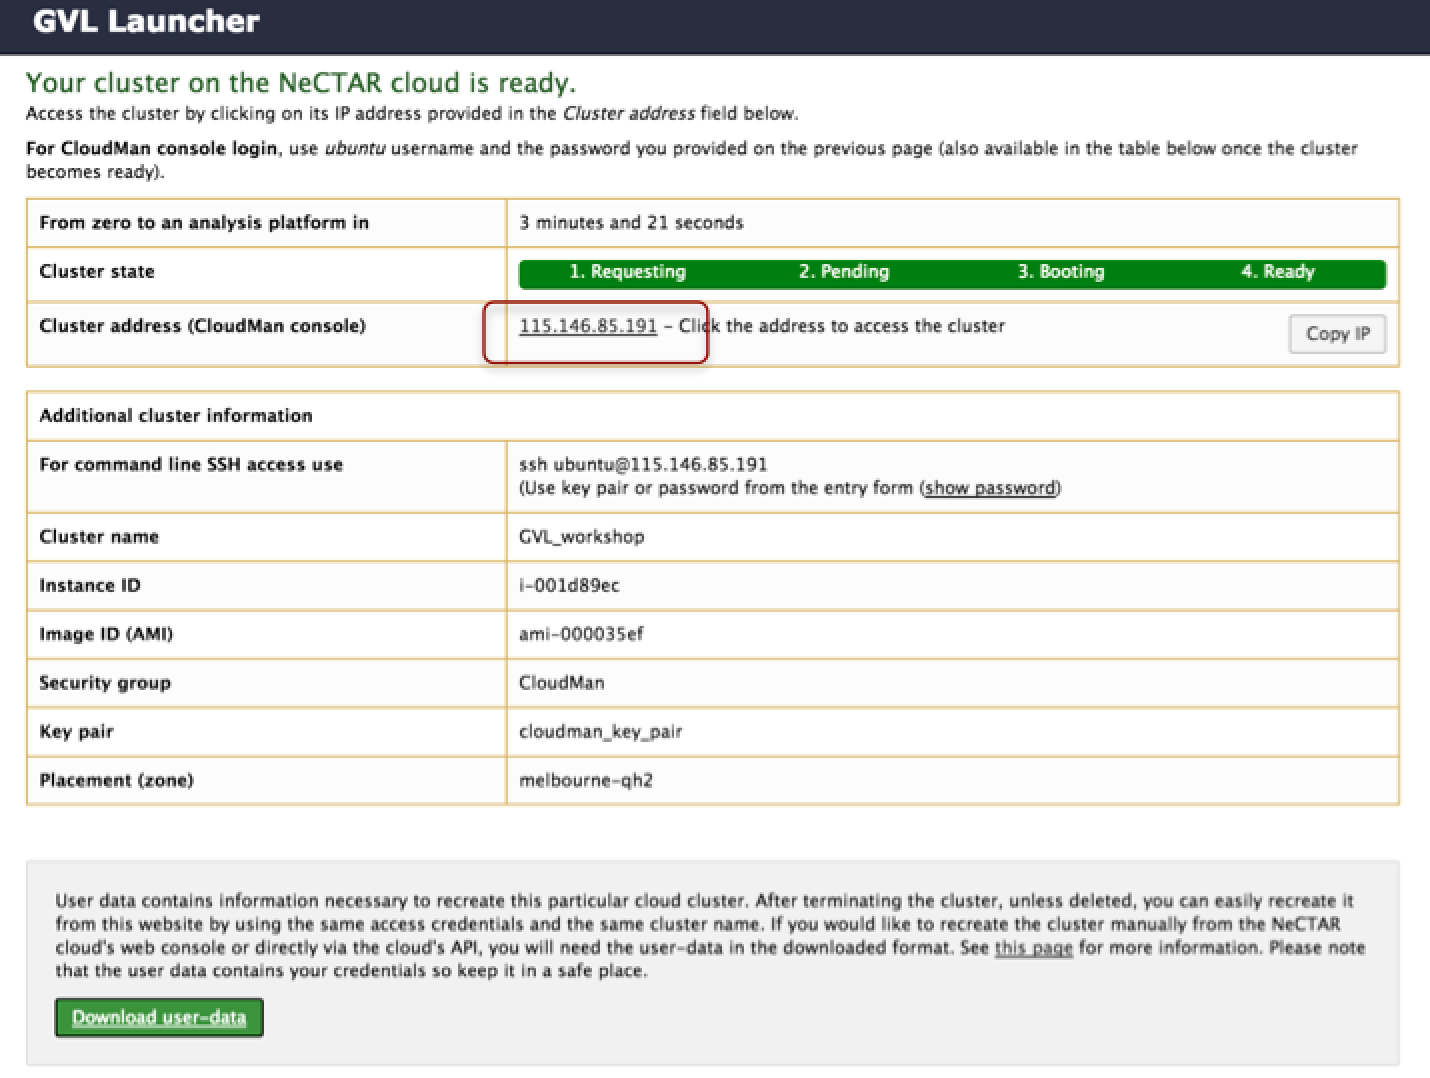 GVL Launcher
Your cluster on the NeCTAR cloud is ready.
Access the cluster by clicking on its IP address provided in the Cluster address field below.
For CloudMan console login, use ubuntu username and the password you provided on the previous page (also available in the table below once the cluster
becomes ready).
From zero to an analysis platform in 3 minutes and 21 seconds
Cluster state 1. Requesting 2. Pending 3. Booting 4. Ready
Cluster address (CloudMan console) 115.146.85.191 – Click the address to access the cluster Copy IP
Additional cluster information
For command line SSH access use ssh ubuntu@115.146.85.191
(Use key pair or password from the entry form (show password)
Cluster name GVL_workshop
Instance ID i-001d89ec
Image ID (AMI) ami-000035ef
Security group CloudMan
Key pair cloudman_key_pair
Placement (zone) melbourne-qh2
User data contains information necessary to recreate this particular cloud cluster. After terminating the cluster, unless deleted, you can easily recreate it
from this website by using the same access credentials and the same cluster name. If you would like to recreate the cluster manually from the NeCTAR
cloud's web console or directly via the cloud's API, you will need the user-data in the downloaded format. See this page for more information. Please note
that the user data contains your credentials so keep it in a safe place.
Download user-data